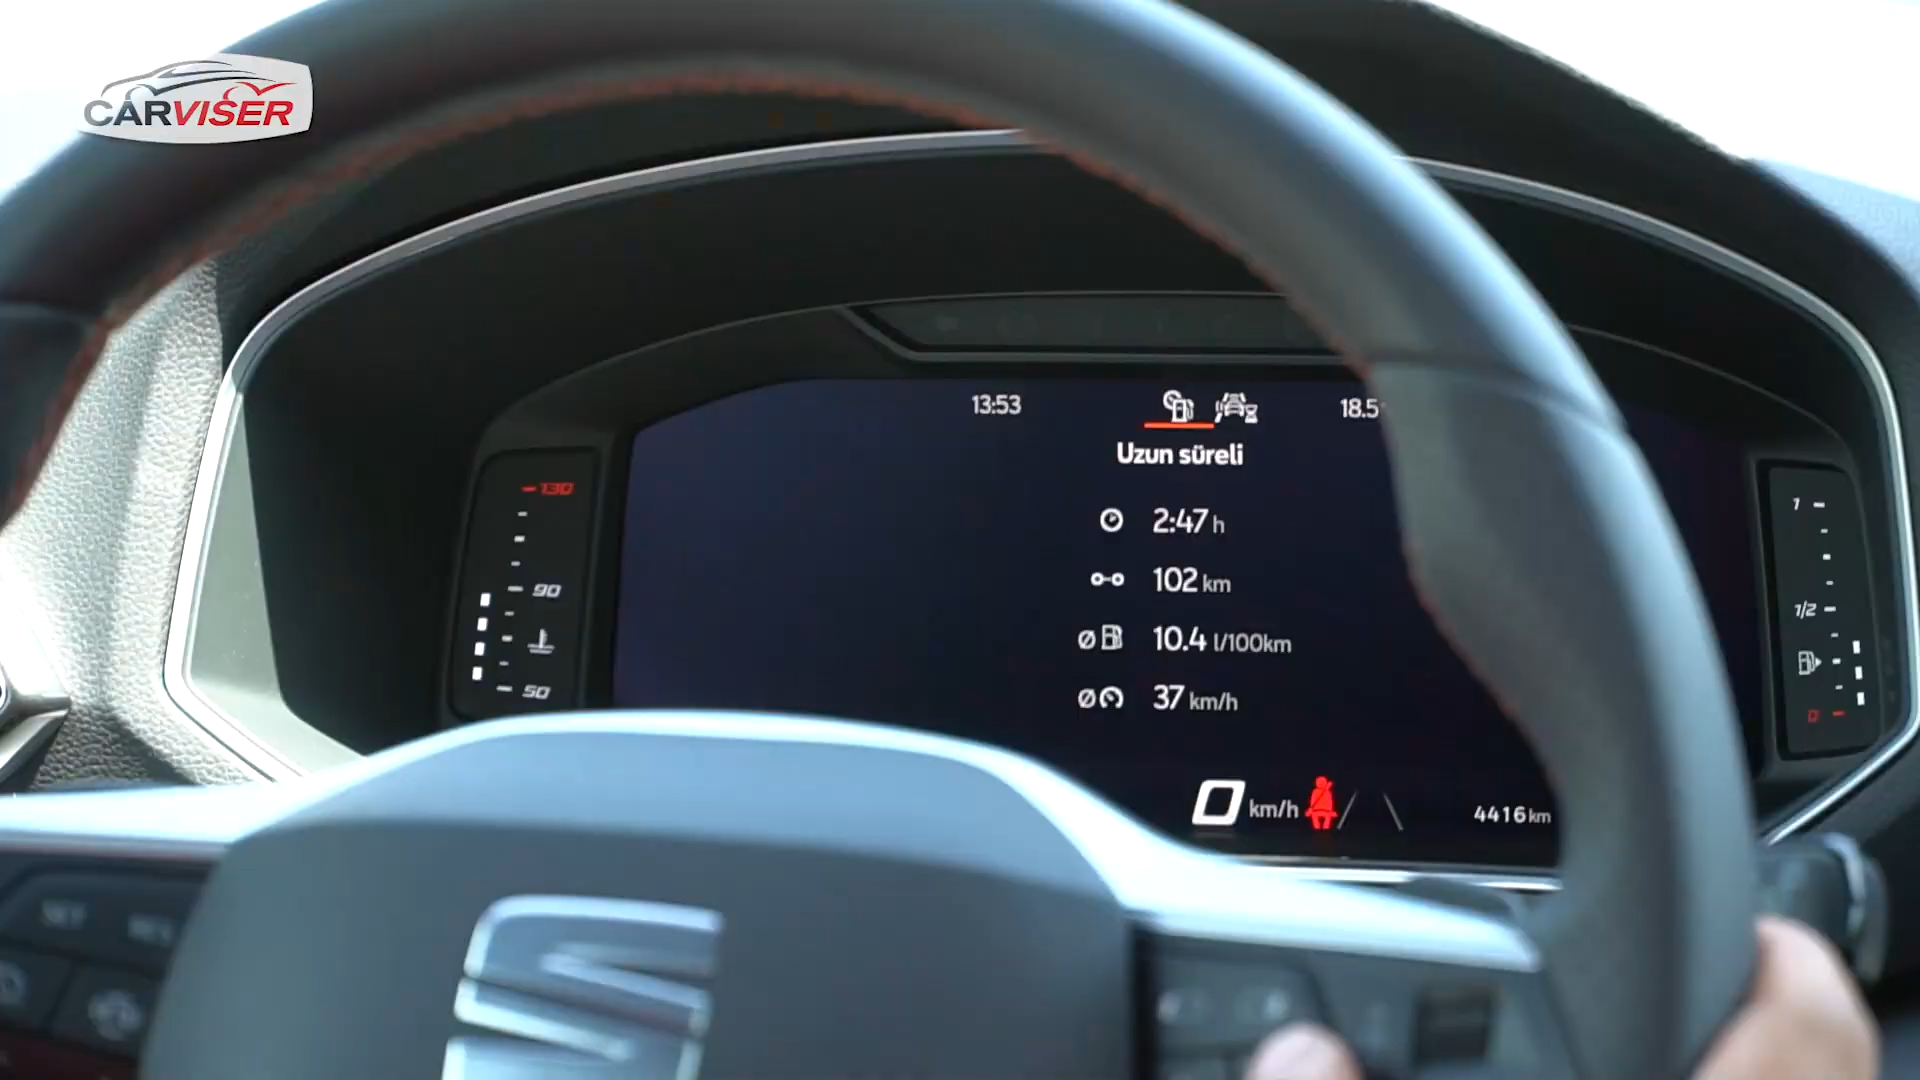 CARVISER
13:53
18.5
Uzun süreli
2:47 h
102 km
Ø 10.4 l/100km
Ø 37 km/h
0 km/h
4416 km
130
90
50
1
1/2
0
SET